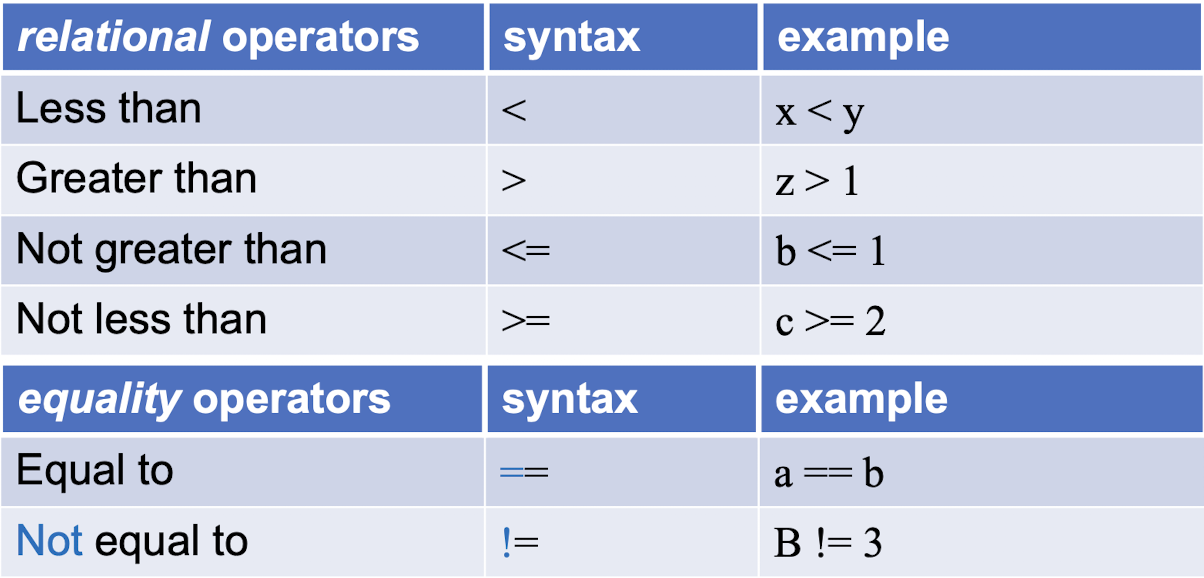 relational operators syntax example
Less than < x < y
Greater than > z > 1
Not greater than <= b <= 1
Not less than >= c >= 2
equality operators syntax example
Equal to == a == b
Not equal to != B != 3